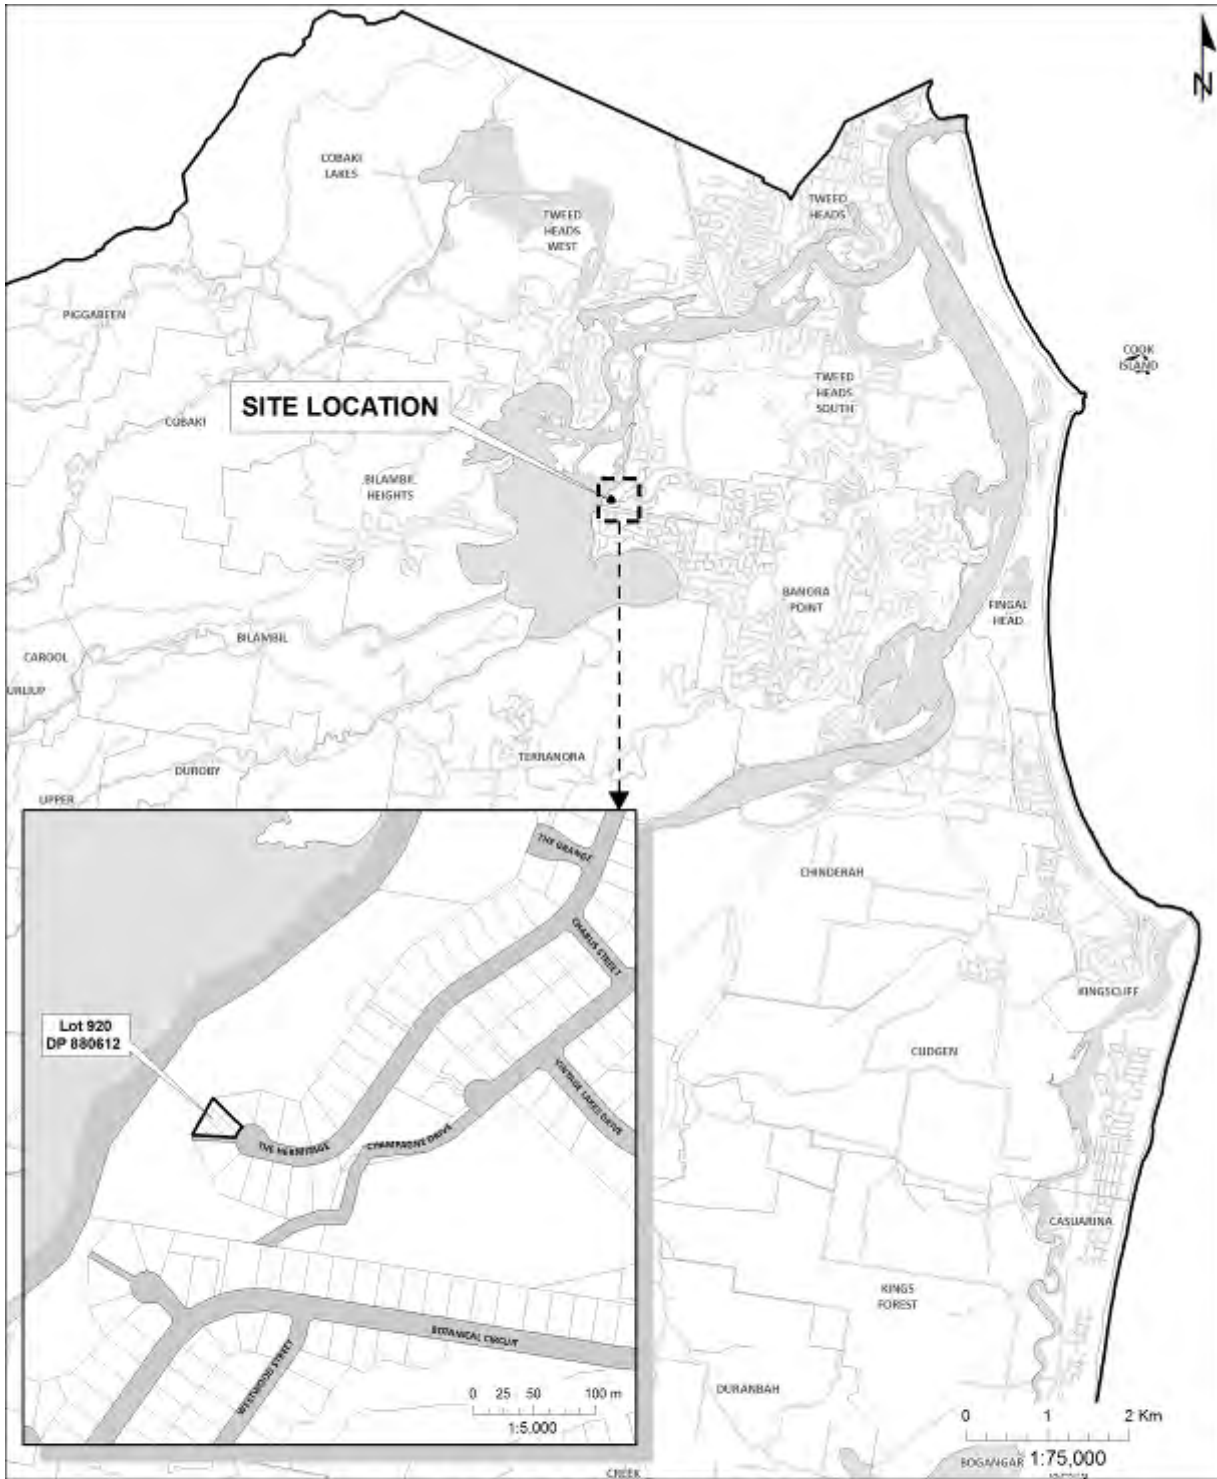 N
COBAKI
LAKES
TWEED
HEADS
WEST
TWEED
HEADS
PIGGABEEN
COOK
ISLAND
TWEED
HEADS
SOUTH
SITE LOCATION
COBAKI
BILAMBIL
HEIGHTS
BANORA
POINT
FINGAL
HEAD
BILAMBIL
CAROOL
URLIUP
TERRANORA
DUROBY
UPPER
CHINDERAH
KINGSCLIFF
CUDGEN
CASUARINA
KINGS
FOREST
DURANBAH
THE GRANGE
CHABLIS STREET
Lot 920
DP 880612
VINTAGE LAKES DRIVE
CHAMPAGNE DRIVE
THE HERMITAGE
BOTANICAL CIRCUIT
WESTWOOD STREET
0 25 50 100 m
1:5,000
0 1 2 Km
1:75,000
BOGANGAR
CREEK